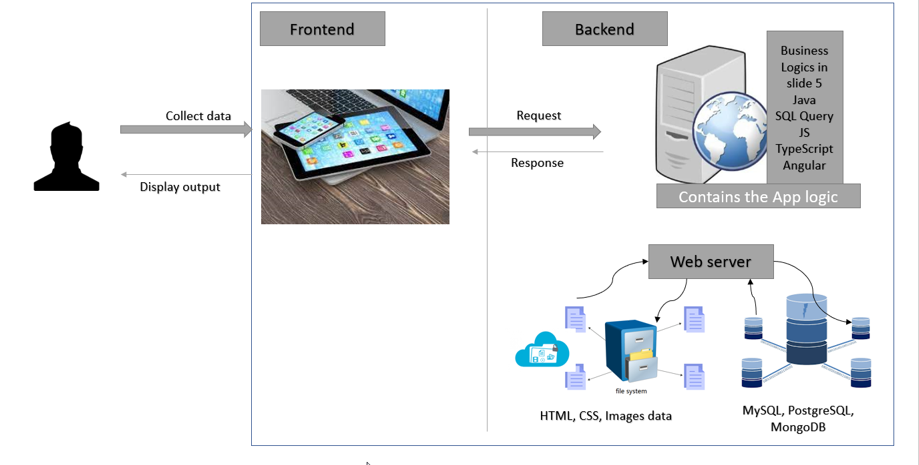 Frontend
Backend
Business
Logics in
slide 5
Java
SQL Query
JS
TypeScript
Angular
Collect data
Display output
Request
Response
Contains the App logic
Web server
file system
HTML, CSS, Images data
MySQL, PostgreSQL,
MongoDB